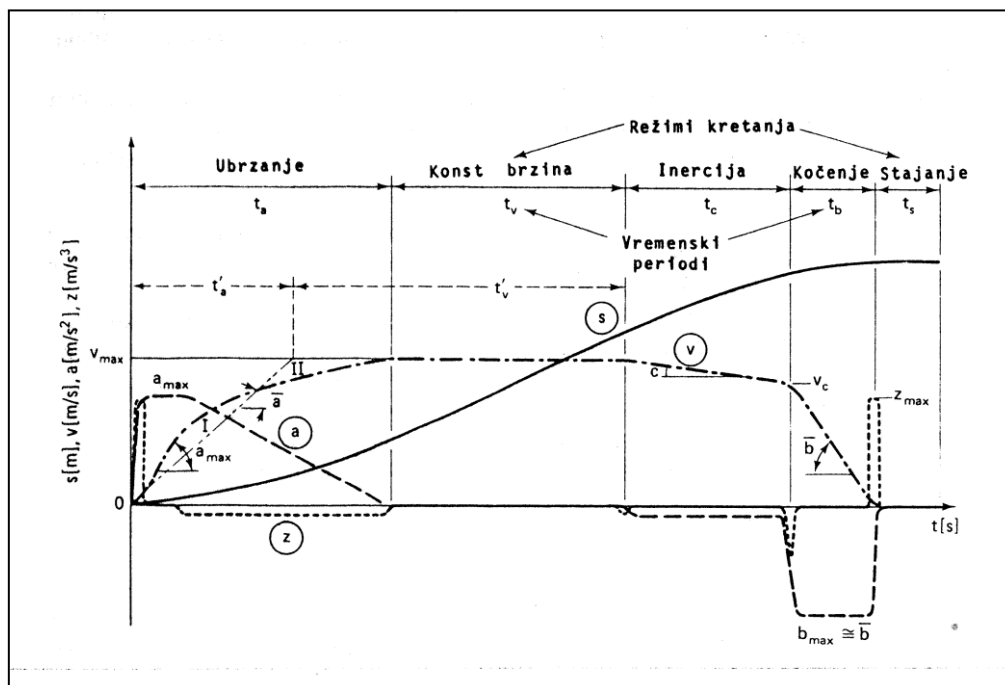 Režimi kretanja
Ubrzanje
Konst brzina
Inercija
Kočenje
Stajanje
t_a
t_v
t_c
t_b
t_s
Vremenski
periodi
t'_a
t'_v
s[m], v[m/s], a[m/s²], z[m/s³]
s
v_max
II
v
c
v_c
a_max
z_max
ā
I
a
a_max
b̄
0
z
t[s]
b_max ≅ b̄